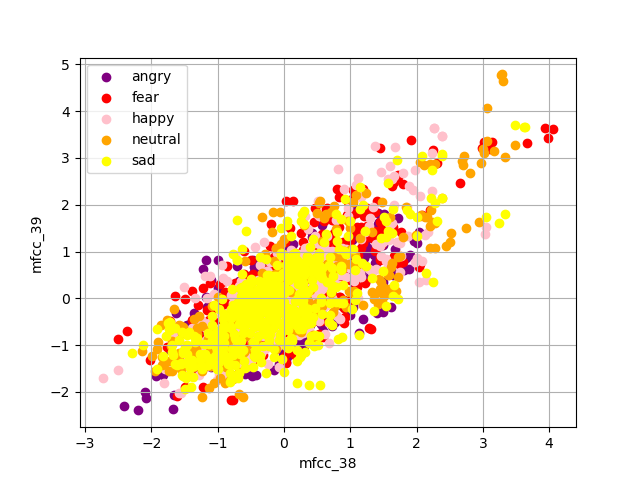 5
4
3
2
1
0
−1
−2
mfcc_39
angry
fear
happy
neutral
sad
−3 −2 −1 0 1 2 3 4
mfcc_38